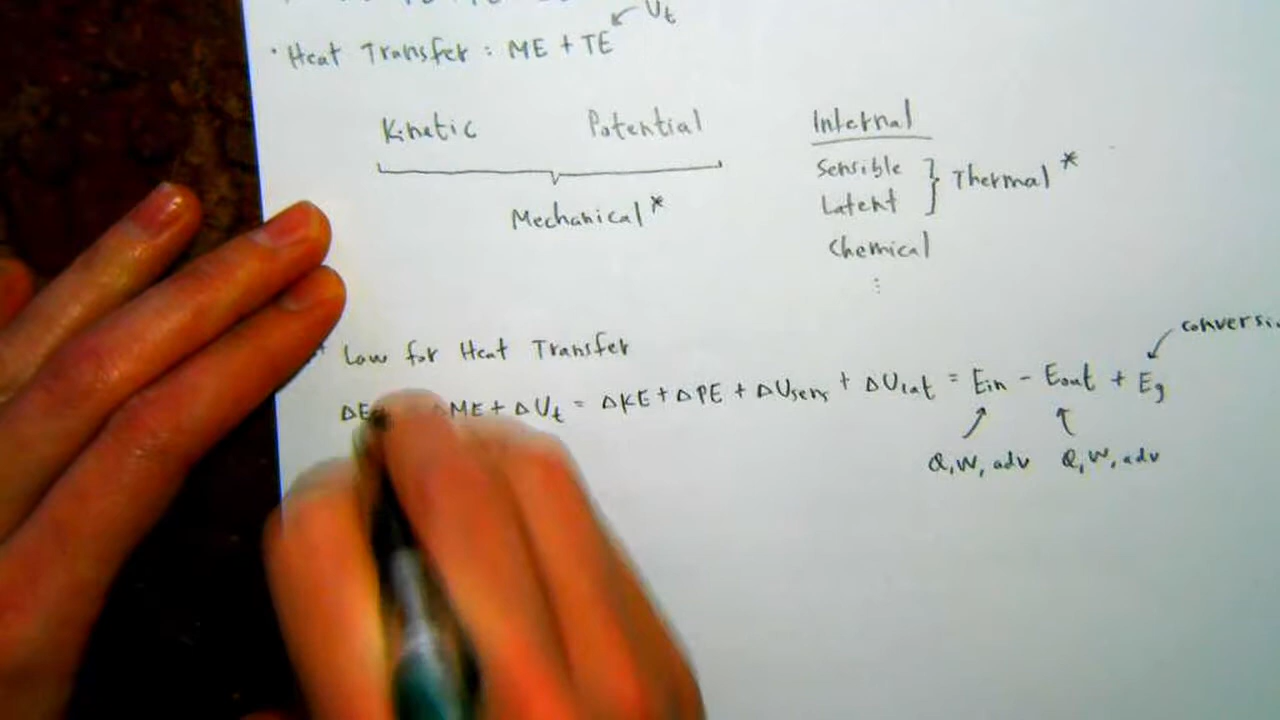 Ut
• Heat Transfer : ME + TE
Kinetic Potential Internal
Sensible } Thermal *
Latent
Mechanical *
Chemical
⋮
conversi
Law for Heat Transfer
ΔME + ΔUt = ΔKE + ΔPE + ΔUsens + ΔUlat = Ein - Eout + Eg
Q, W, adv Q, W, adv